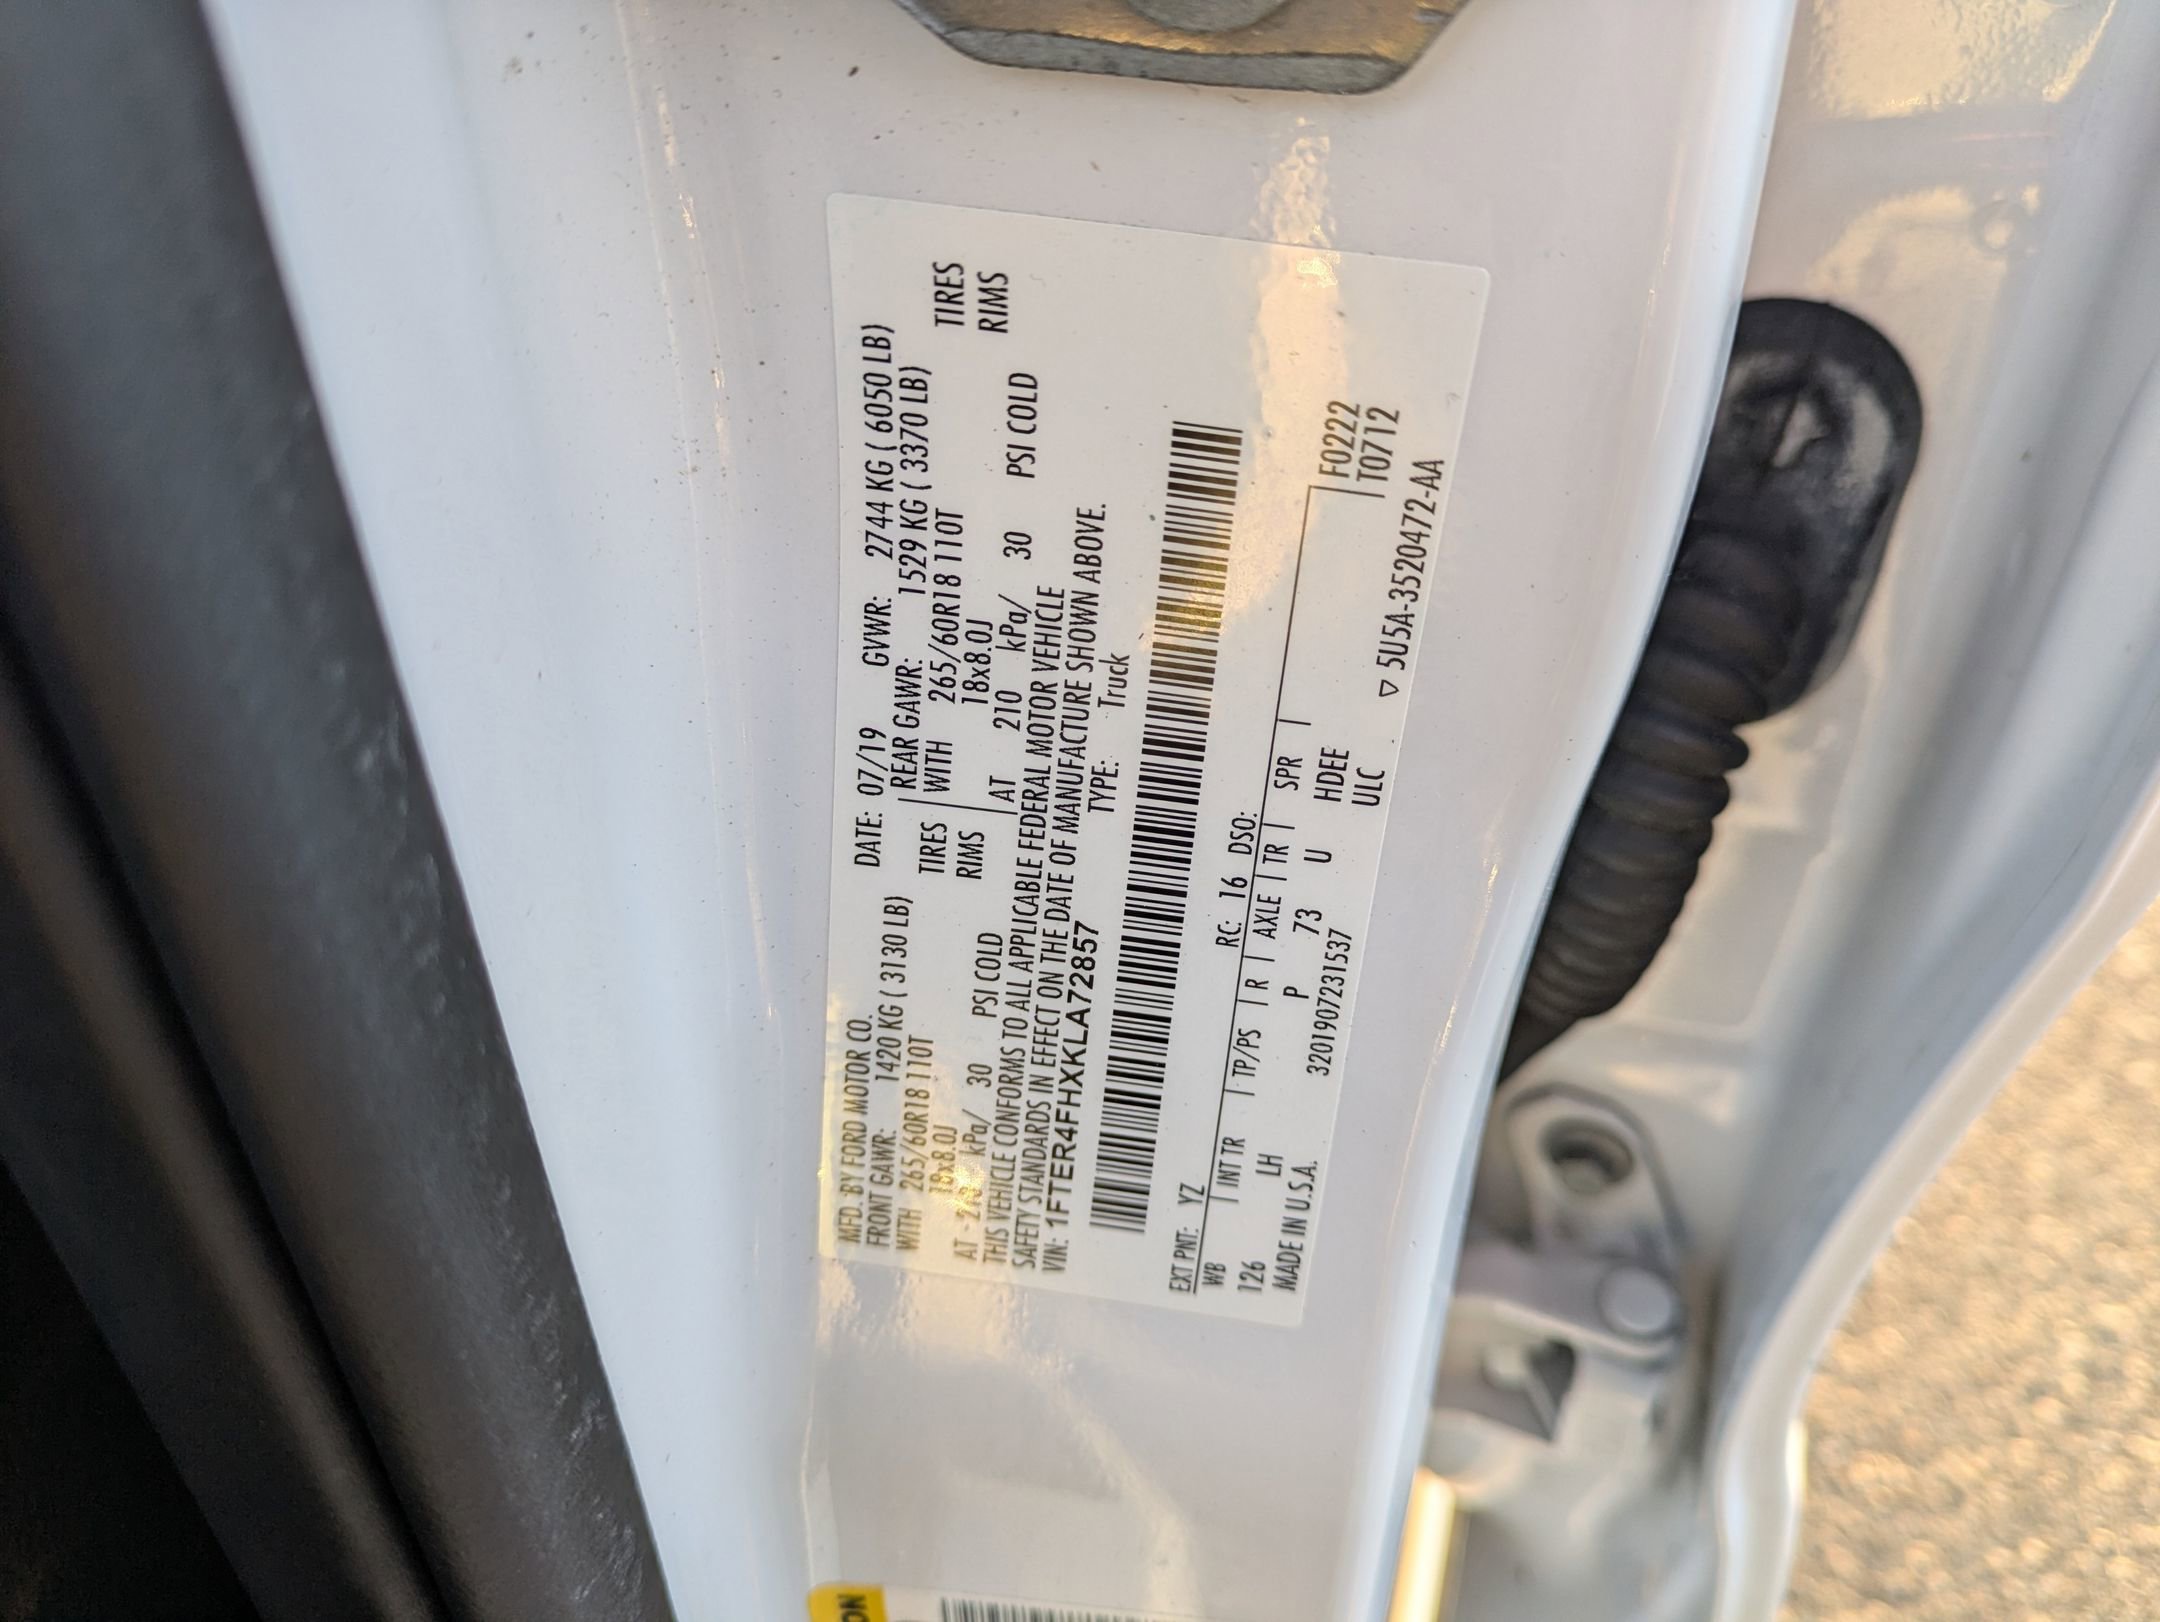 MFD. BY FORD MOTOR CO.
DATE: 07/19 GVWR: 2744 KG ( 6050 LB)
FRONT GAWR: 1420 KG ( 3130 LB) REAR GAWR: 1529 KG ( 3370 LB)
WITH 265/60R18 110T TIRES WITH 265/60R18 110T TIRES
18x8.0J RIMS 18x8.0J RIMS
AT 210 kPa/ 30 PSI COLD AT 210 kPa/ 30 PSI COLD
THIS VEHICLE CONFORMS TO ALL APPLICABLE FEDERAL MOTOR VEHICLE
SAFETY STANDARDS IN EFFECT ON THE DATE OF MANUFACTURE SHOWN ABOVE.
VIN: 1FTER4FHXKLA72857 TYPE: Truck
EXT PNT: YZ RC: 16 DSO:
WB INT TR TP/PS R AXLE TR SPR F0222
126 LH P 73 U HDEE T0712
MADE IN U.S.A. 3201907231537 ULC
▽ 5U5A-3520472-AA